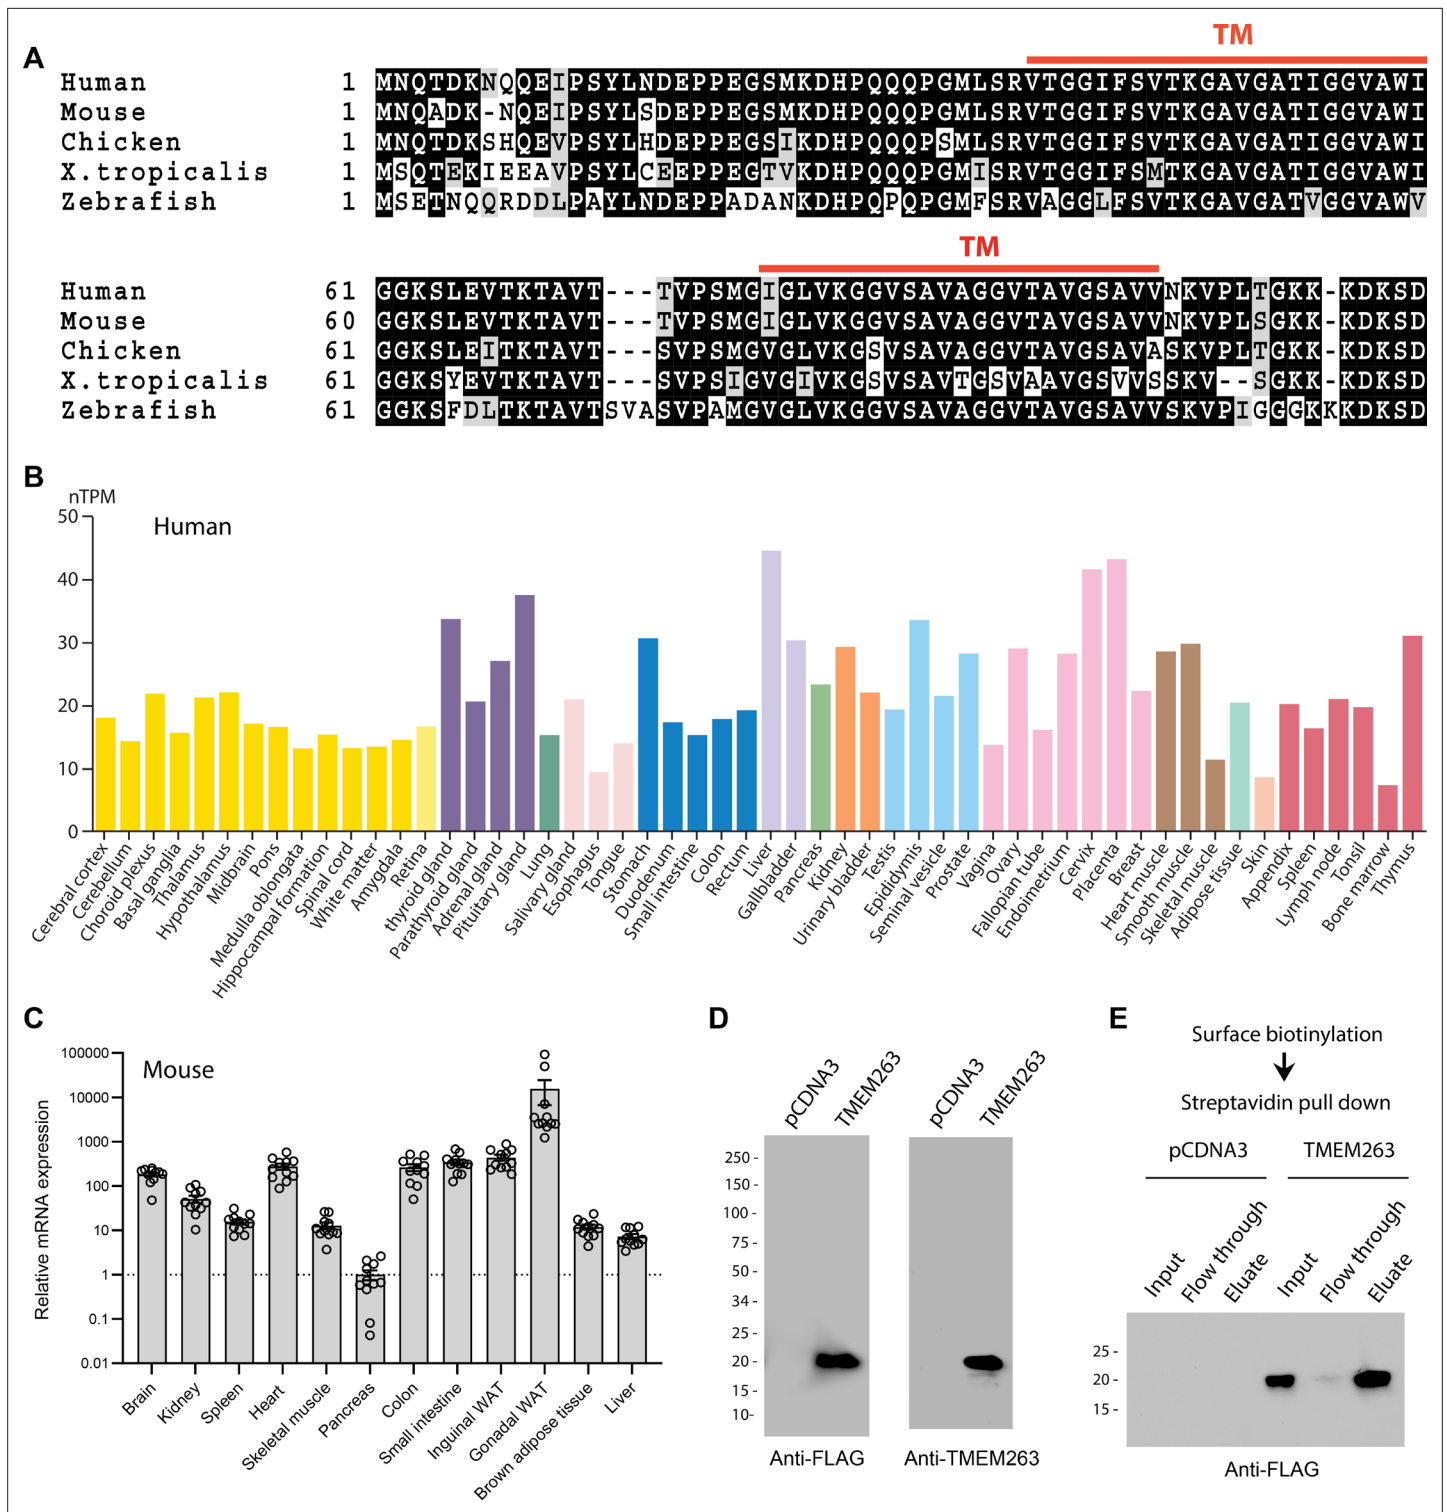 A
TM
Human 1 MNQTDKNQQEIPSYLNDEPPEGSMKDHPQQQPGMLSRVTGGIFSVTKGAVGATIGGVAWI
Mouse 1 MNQADK-NQEIPSYLSDEPPEGSMKDHPQQQPGMLSRVTGGIFSVTKGAVGATIGGVAWI
Chicken 1 MNQTDKSHQEVPSYLHDEPPEGSIKDHPQQQPSMLSRVTGGIFSVTKGAVGATIGGVAWI
X.tropicalis 1 MSQTEKIEEAVPSYLCEEPPEGTVKDHPQQQPGMISRVTGGIFSMTKGAVGATIGGVAWI
Zebrafish 1 MSETNQQRDDLPAYLNDEPPADANKDHPQPQPGMFSRVAGGLFSVTKGAVGATVGGVAWV
TM
Human 61 GGKSLEVTKTAVT---TVPSMGIGLVKGGVSAVAGGVTAVGSAVVNKVPLTGKK-KDKSD
Mouse 60 GGKSLEVTKTAVT---TVPSMGIGLVKGGVSAVAGGVTAVGSAVVNKVPLSGKK-KDKSD
Chicken 61 GGKSLEITKTAVT---SVPSMGVGLVKGSVSAVAGGVTAVGSAVASKVPLTGKK-KDKSD
X.tropicalis 61 GGKSYEVTKTAVT---SVPSIGVGIVKGSVSAVTGSVAAVGSVVSSKV--SGKK-KDKSD
Zebrafish 61 GGKSFDLTKTAVTSVASVPAMGVGLVKGGVSAVAGGVTAVGSAVVSKVPIGGGKKKDKSD
B
nTPM
Human
50
40
30
20
10
0
Cerebral cortex
Cerebellum
Choroid plexus
Basal ganglia
Thalamus
Hypothalamus
Midbrain
Pons
Medulla oblongata
Hippocampal formation
Spinal cord
White matter
Amygdala
Retina
thyroid gland
Parathyroid gland
Adrenal gland
Pituitary gland
Lung
Salivary gland
Esophagus
Tongue
Stomach
Duodenum
Small intestine
Colon
Rectum
Liver
Gallbladder
Pancreas
Kidney
Urinary bladder
Testis
Epididymis
Seminal vesicle
Prostate
Vagina
Ovary
Fallopian tube
Endoimetrium
Cervix
Placenta
Breast
Heart muscle
Smooth muscle
Skeletal muscle
Adipose tissue
Skin
Appendix
Spleen
Lymph node
Tonsil
Bone marrow
Thymus
C
Mouse
Relative mRNA expression
100000
10000
1000
100
10
1
0.1
0.01
Brain
Kidney
Spleen
Heart
Skeletal muscle
Pancreas
Colon
Small intestine
Inguinal WAT
Gonadal WAT
Brown adipose tissue
Liver
D
pCDNA3
TMEM263
pCDNA3
TMEM263
250 -
150 -
100 -
75 -
50 -
34 -
25 -
20 -
15 -
10-
Anti-FLAG
Anti-TMEM263
E
Surface biotinylation
Streptavidin pull down
pCDNA3
TMEM263
Input
Flow through
Eluate
Input
Flow through
Eluate
25 -
20 -
15 -
Anti-FLAG